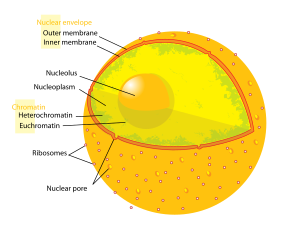 Nuclear envelope
Outer membrane
Inner membrane
Nucleolus
Nucleoplasm
Chromatin
Heterochromatin
Euchromatin
Ribosomes
Nuclear pore